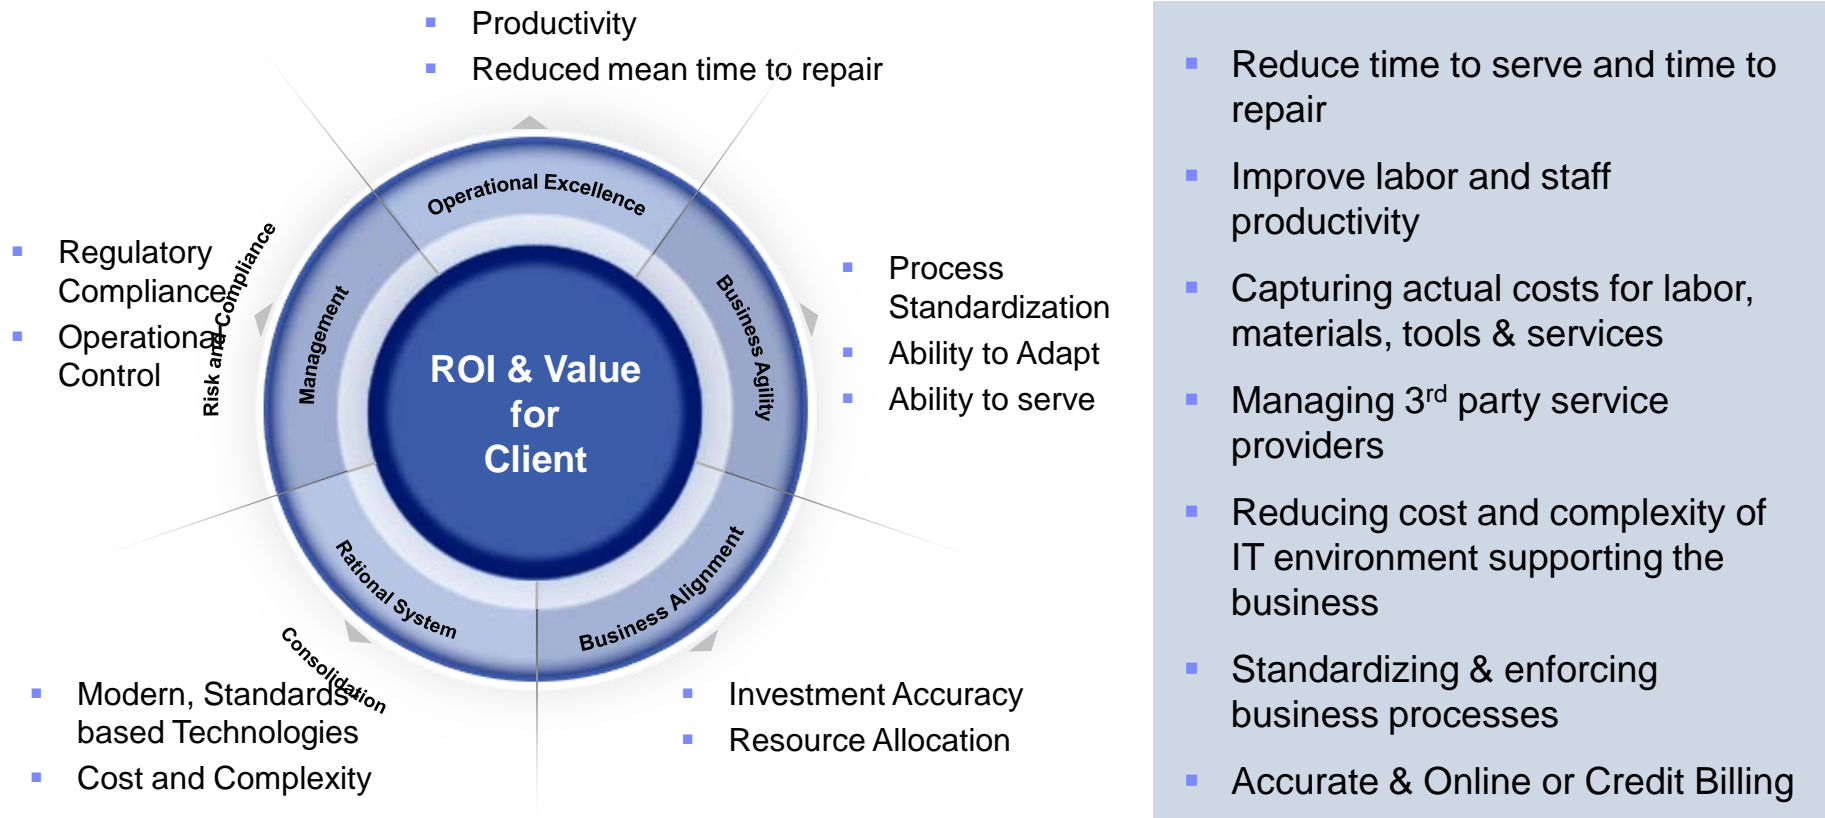 Productivity
Reduced mean time to repair
Operational Excellence
Regulatory
Compliance
Operational
Control
Risk and Compliance
Management
Business Agility
Process
Standardization
Ability to Adapt
Ability to serve
ROI & Value
for
Client
Rational System
Consolidation
Business Alignment
Modern, Standards-
based Technologies
Cost and Complexity
Investment Accuracy
Resource Allocation
Reduce time to serve and time to
repair
Improve labor and staff
productivity
Capturing actual costs for labor,
materials, tools & services
Managing 3rd party service
providers
Reducing cost and complexity of
IT environment supporting the
business
Standardizing & enforcing
business processes
Accurate & Online or Credit Billing